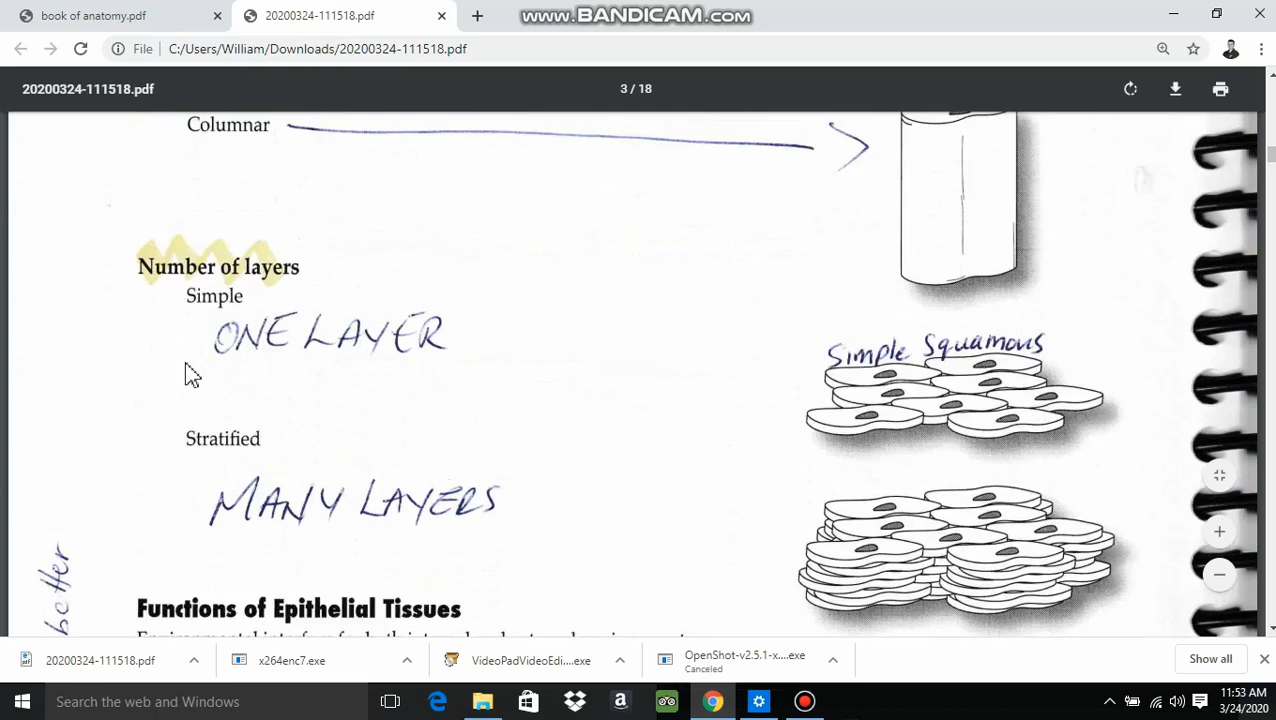 book of anatomy.pdf
20200324-111518.pdf
www.BANDICAM.com
File
C:/Users/William/Downloads/20200324-111518.pdf
20200324-111518.pdf
3 / 18
Columnar
Number of layers
Simple
ONE LAYER
Simple Squamous
Stratified
MANY LAYERS
better
Functions of Epithelial Tissues
20200324-111518.pdf
x264enc7.exe
VideoPadVideoEdi....exe
OpenShot-v2.5.1-x....exe
Canceled
Show all
Search the web and Windows
11:53 AM
3/24/2020